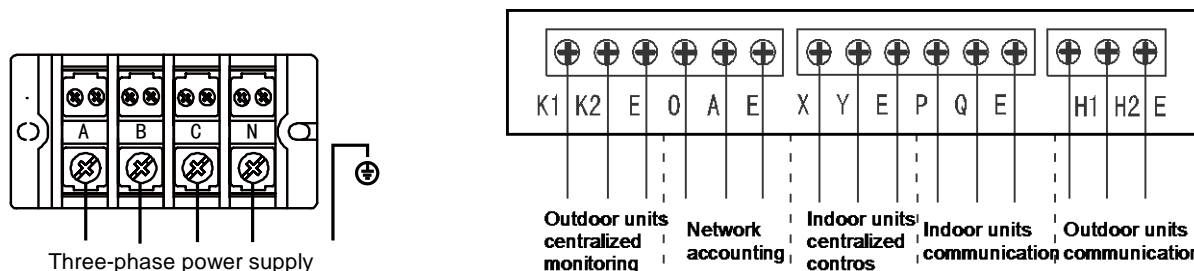 A B C N
Three-phase power supply
K1 K2 E O A E X Y E P Q E H1 H2 E
Outdoor units
centralized
monitoring
Network
accounting
Indoor units
centralized
contros
Indoor units
communication
Outdoor units
communication